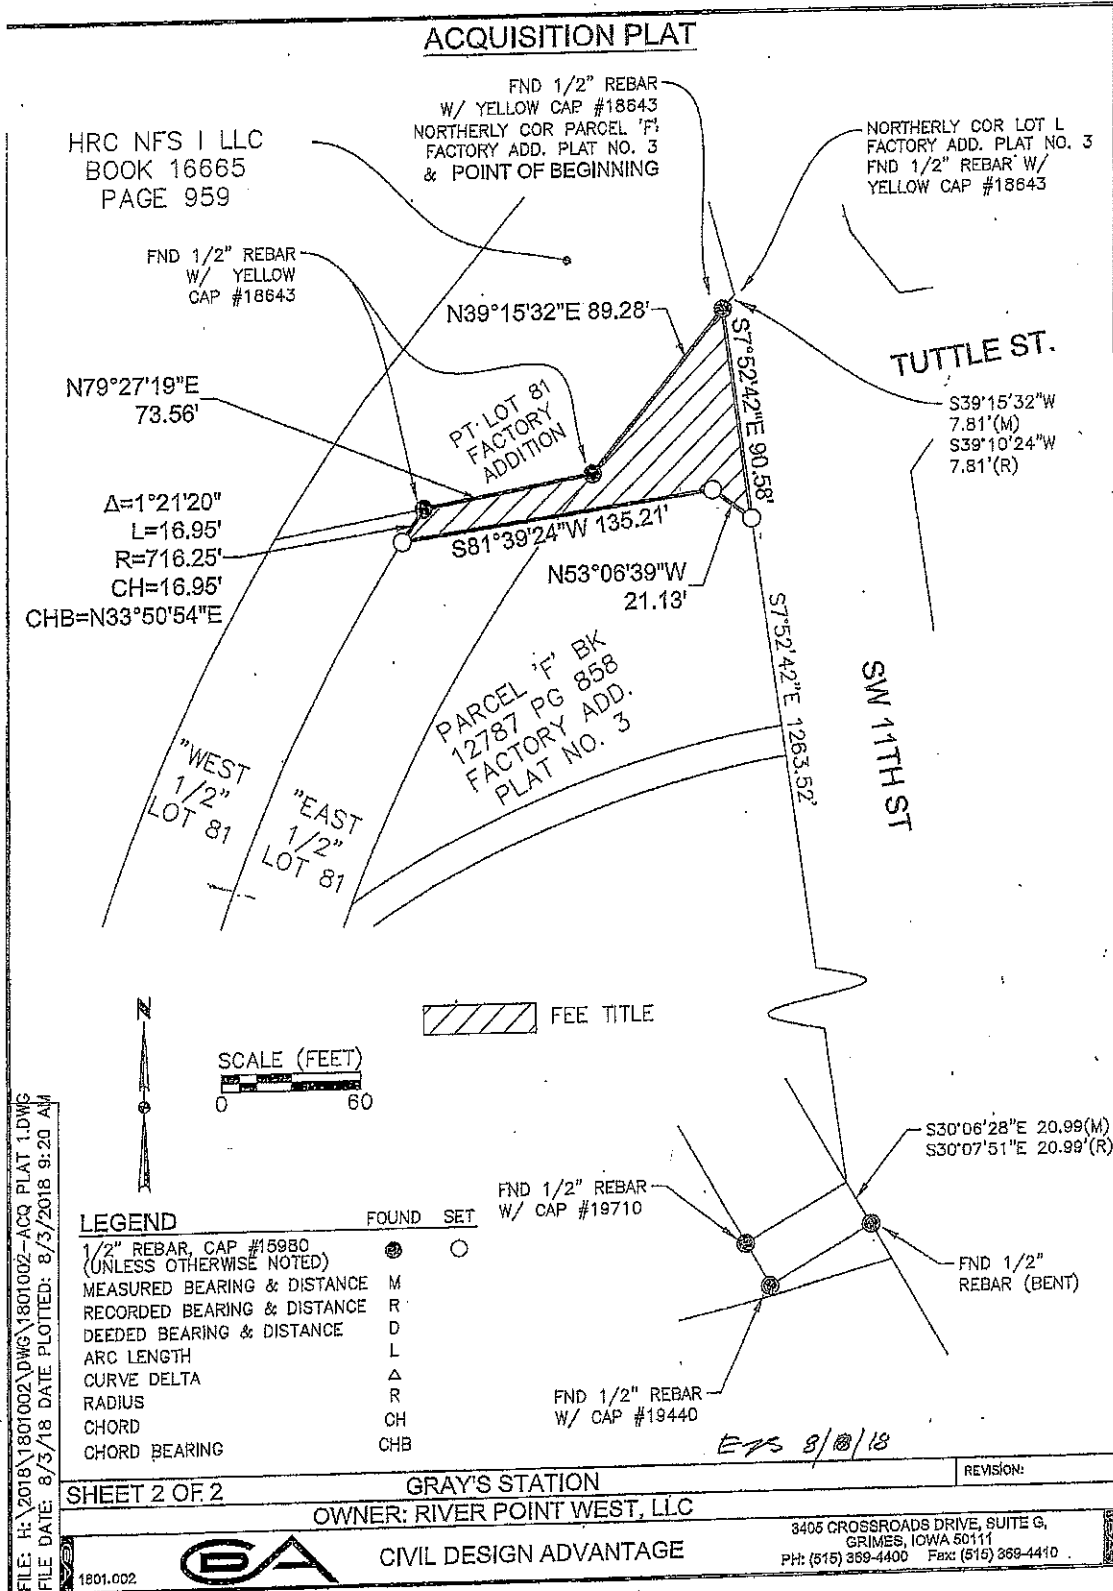 ACQUISITION PLAT
FND 1/2" REBAR
W/ YELLOW CAP #18643
NORTHERLY COR PARCEL 'F'
FACTORY ADD. PLAT NO. 3
& POINT OF BEGINNING
HRC NFS I LLC
BOOK 16665
PAGE 959
NORTHERLY COR LOT L
FACTORY ADD. PLAT NO. 3
FND 1/2" REBAR W/
YELLOW CAP #18643
FND 1/2" REBAR
W/ YELLOW
CAP #18643
N39°15'32"E 89.28'
S7°52'42"E 90.58'
TUTTLE ST.
N79°27'19"E
73.56'
PT. LOT 81
FACTORY
ADDITION
S39°15'32"W
7.81'(M)
S39°10'24"W
7.81'(R)
Δ=1°21'20"
L=16.95'
R=716.25'
CH=16.95'
CHB=N33°50'54"E
S81°39'24"W 135.21'
N53°06'39"W
21.13'
S7°52'42"E 1263.52'
PARCEL 'F' BK
12787 PG 858
FACTORY ADD.
PLAT NO. 3
SW 11TH ST
"WEST
1/2"
LOT 81
"EAST
1/2"
LOT 81
N
FEE TITLE
SCALE (FEET)
0 60
S30°06'28"E 20.99(M)
S30°07'51"E 20.99'(R)
FND 1/2" REBAR
W/ CAP #19710
FND 1/2"
REBAR (BENT)
FND 1/2" REBAR
W/ CAP #19440
LEGEND FOUND SET
1/2" REBAR, CAP #15980
(UNLESS OTHERWISE NOTED)
MEASURED BEARING & DISTANCE M
RECORDED BEARING & DISTANCE R
DEEDED BEARING & DISTANCE D
ARC LENGTH L
CURVE DELTA Δ
RADIUS R
CHORD CH
CHORD BEARING CHB
FILE: H:\2018\1801002\DWG\1801002-ACQ PLAT 1.DWG
FILE DATE: 8/3/18 DATE PLOTTED: 8/3/2018 9:20 AM
SHEET 2 OF 2
GRAY'S STATION
REVISION:
OWNER: RIVER POINT WEST, LLC
1801.002
CDA
CIVIL DESIGN ADVANTAGE
3405 CROSSROADS DRIVE, SUITE G,
GRIMES, IOWA 50111
PH: (515) 369-4400 Fax: (515) 369-4410